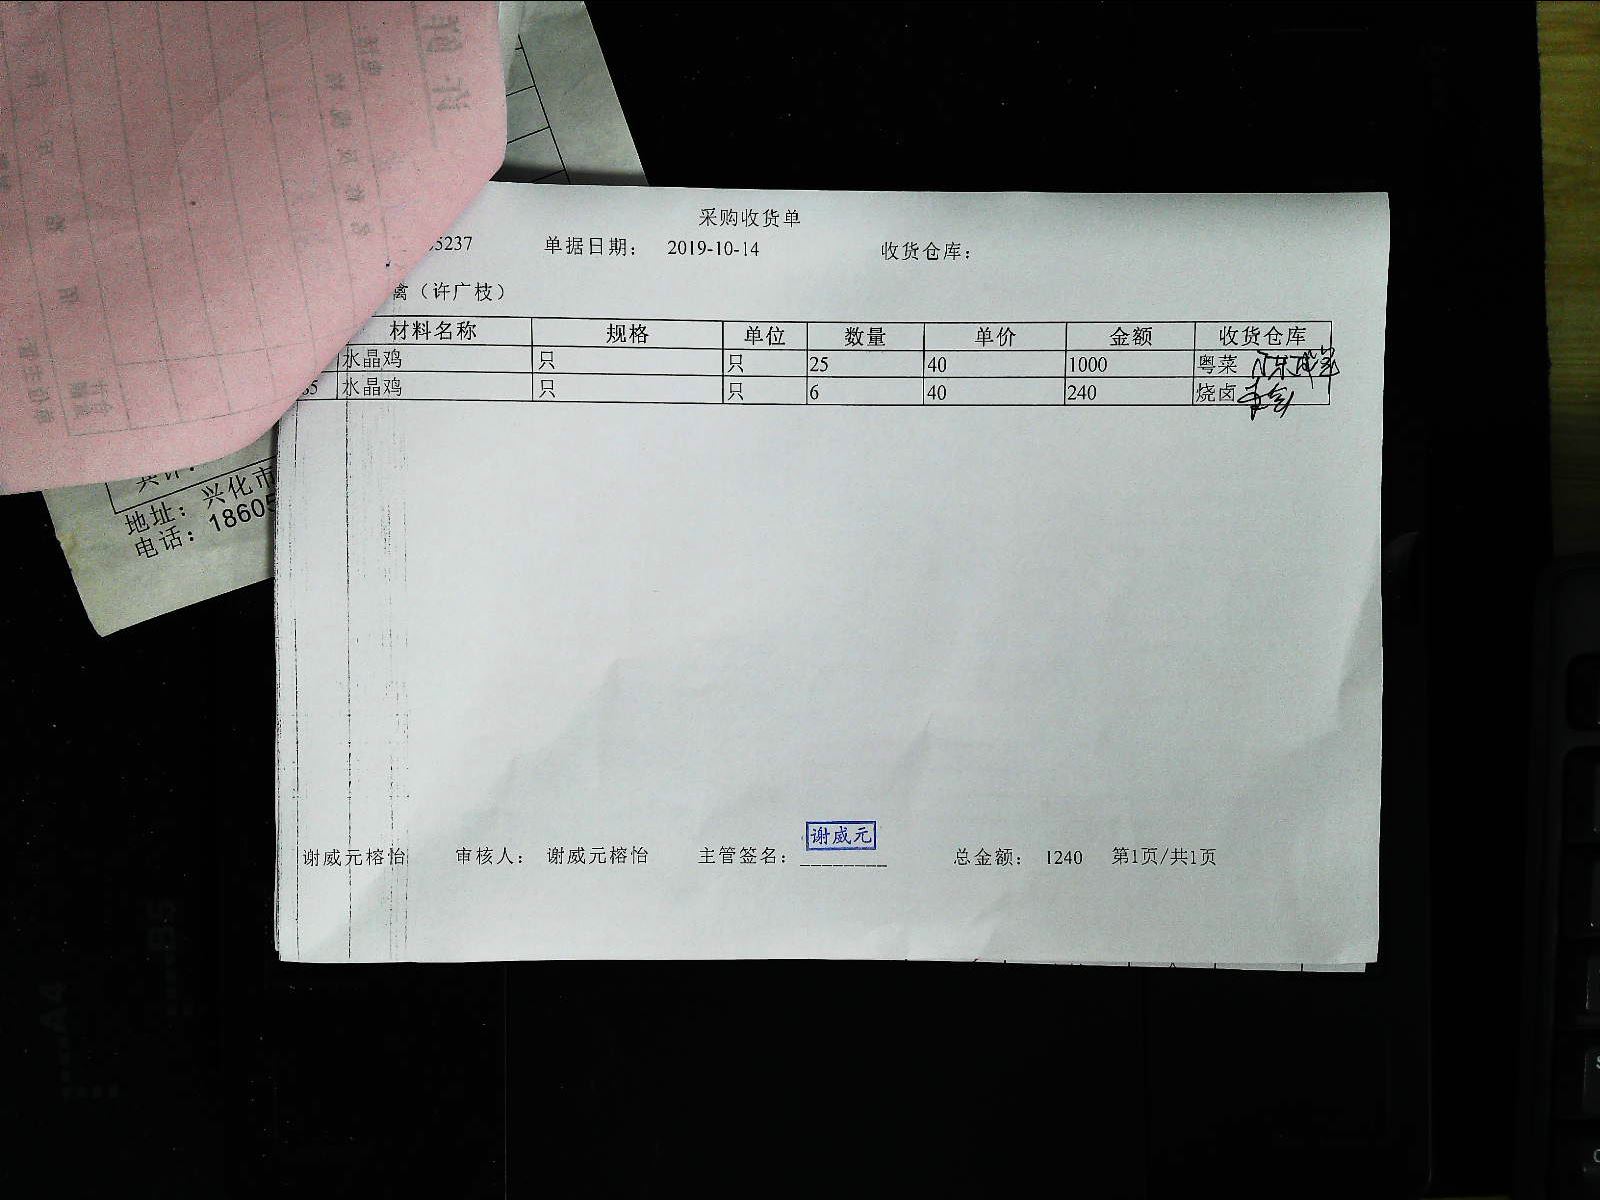 采购收货单
5237 单据日期： 2019-10-14 收货仓库：
禽（许广枝）
材料名称 规格 单位 数量 单价 金额 收货仓库
水晶鸡 只 只 25 40 1000 粤菜
35 水晶鸡 只 只 6 40 240 烧卤
地址：兴化市
电话：18605
谢威元
谢威元榕怡 审核人： 谢威元榕怡 主管签名： 总金额： 1240 第1页/共1页